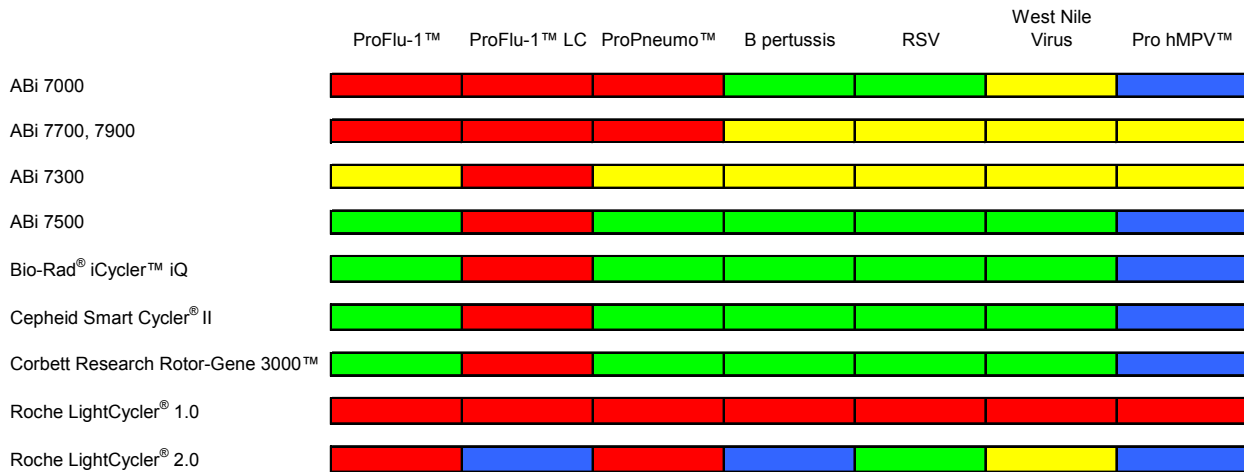 West Nile
ProFlu-1™ ProFlu-1™ LC ProPneumo™ B pertussis RSV Virus Pro hMPV™
ABi 7000
ABi 7700, 7900
ABi 7300
ABi 7500
Bio-Rad® iCycler™ iQ
Cepheid Smart Cycler® II
Corbett Research Rotor-Gene 3000™
Roche LightCycler® 1.0
Roche LightCycler® 2.0